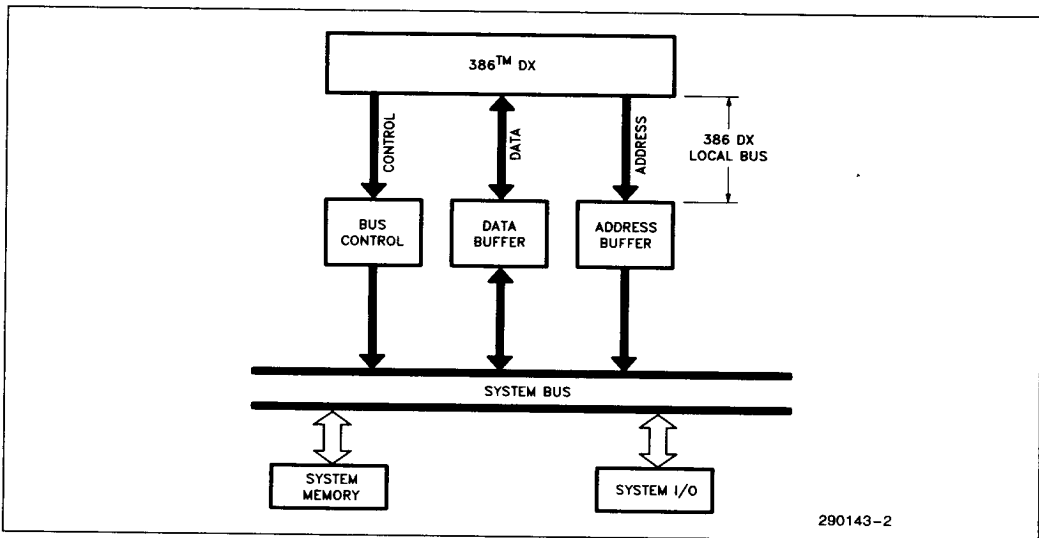 386™ DX
CONTROL
DATA
ADDRESS
386 DX
LOCAL BUS
BUS
CONTROL
DATA
BUFFER
ADDRESS
BUFFER
SYSTEM BUS
SYSTEM
MEMORY
SYSTEM I/O
290143-2